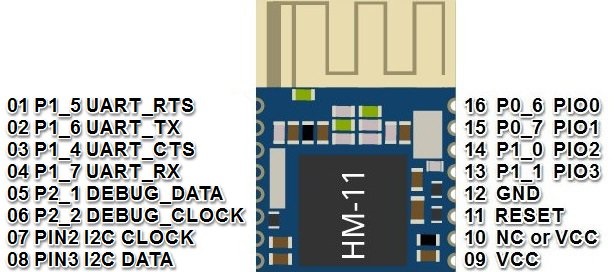 01 P1_5 UART_RTS
02 P1_6 UART_TX
03 P1_4 UART_CTS
04 P1_7 UART_RX
05 P2_1 DEBUG_DATA
06 P2_2 DEBUG_CLOCK
07 PIN2 I2C CLOCK
08 PIN3 I2C DATA
HM-11
16 P0_6 PIO0
15 P0_7 PIO1
14 P1_0 PIO2
13 P1_1 PIO3
12 GND
11 RESET
10 NC or VCC
09 VCC